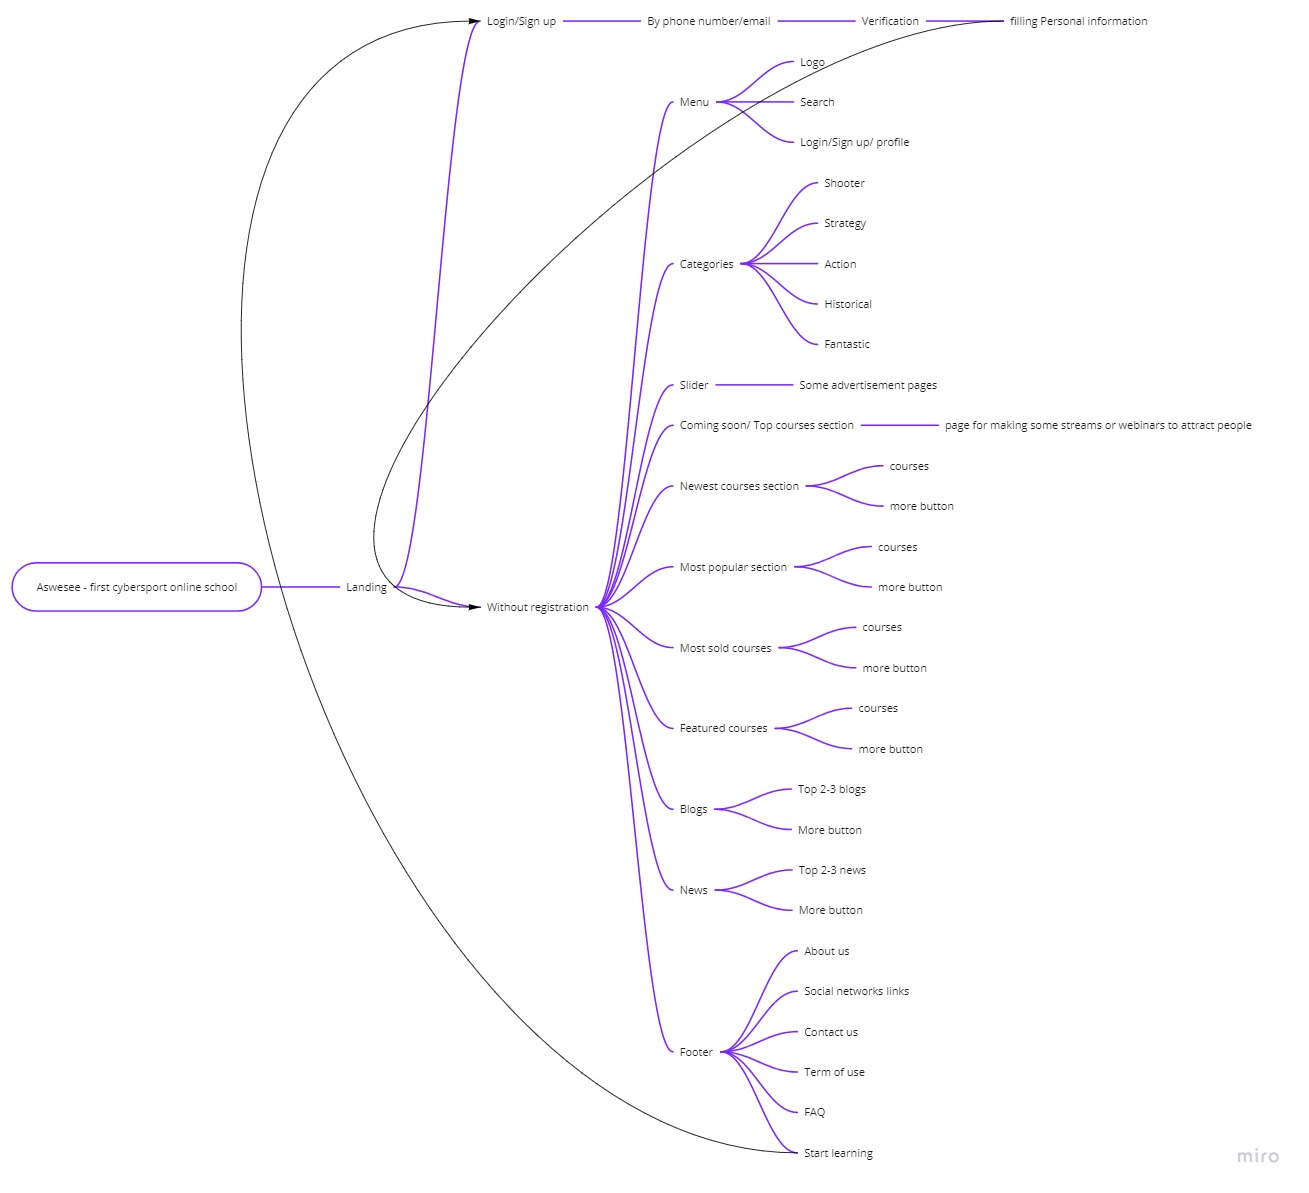 Login/Sign up
By phone number/email
Verification
filling Personal information
Logo
Menu
Search
Login/Sign up/ profile
Shooter
Strategy
Categories
Action
Historical
Fantastic
Slider
Some advertisement pages
Coming soon/ Top courses section
page for making some streams or webinars to attract people
courses
Newest courses section
more button
courses
Most popular section
more button
Aswesee - first cybersport online school
Landing
Without registration
courses
Most sold courses
more button
courses
Featured courses
more button
Top 2-3 blogs
Blogs
More button
Top 2-3 news
News
More button
About us
Social networks links
Contact us
Footer
Term of use
FAQ
Start learning
miro